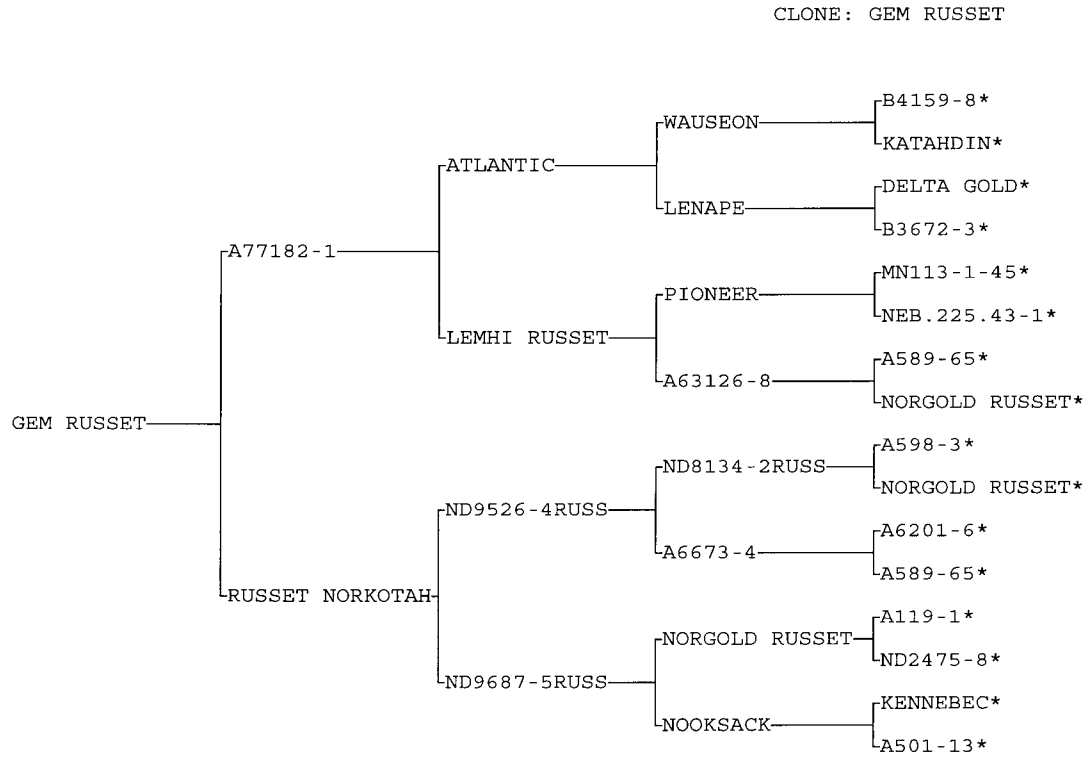 CLONE: GEM RUSSET
B4159-8*
WAUSEON
KATAHDIN*
ATLANTIC
DELTA GOLD*
LENAPE
B3672-3*
A77182-1
MN113-1-45*
PIONEER
NEB.225.43-1*
LEMHI RUSSET
A589-65*
A63126-8
NORGOLD RUSSET*
GEM RUSSET
A598-3*
ND8134-2RUSS
NORGOLD RUSSET*
ND9526-4RUSS
A6201-6*
A6673-4
A589-65*
RUSSET NORKOTAH
A119-1*
NORGOLD RUSSET
ND2475-8*
ND9687-5RUSS
KENNEBEC*
NOOKSACK
A501-13*